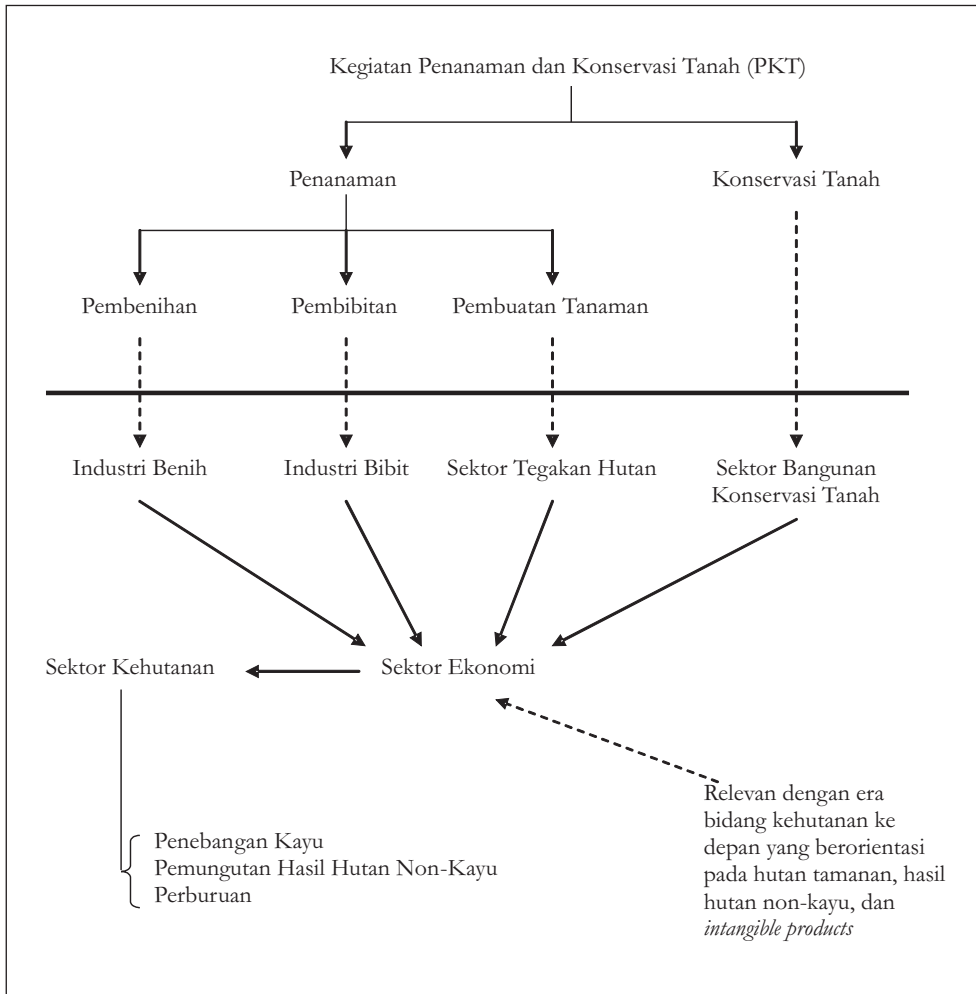 Kegiatan Penanaman dan Konservasi Tanah (PKT)
Penanaman
Konservasi Tanah
Pembenihan
Pembibitan
Pembuatan Tanaman
Industri Benih
Industri Bibit
Sektor Tegakan Hutan
Sektor Bangunan
Konservasi Tanah
Sektor Kehutanan
Sektor Ekonomi
Penebangan Kayu
Pemungutan Hasil Hutan Non-Kayu
Perburuan
Relevan dengan era
bidang kehutanan ke
depan yang berorientasi
pada hutan tamanan, hasil
hutan non-kayu, dan
intangible products